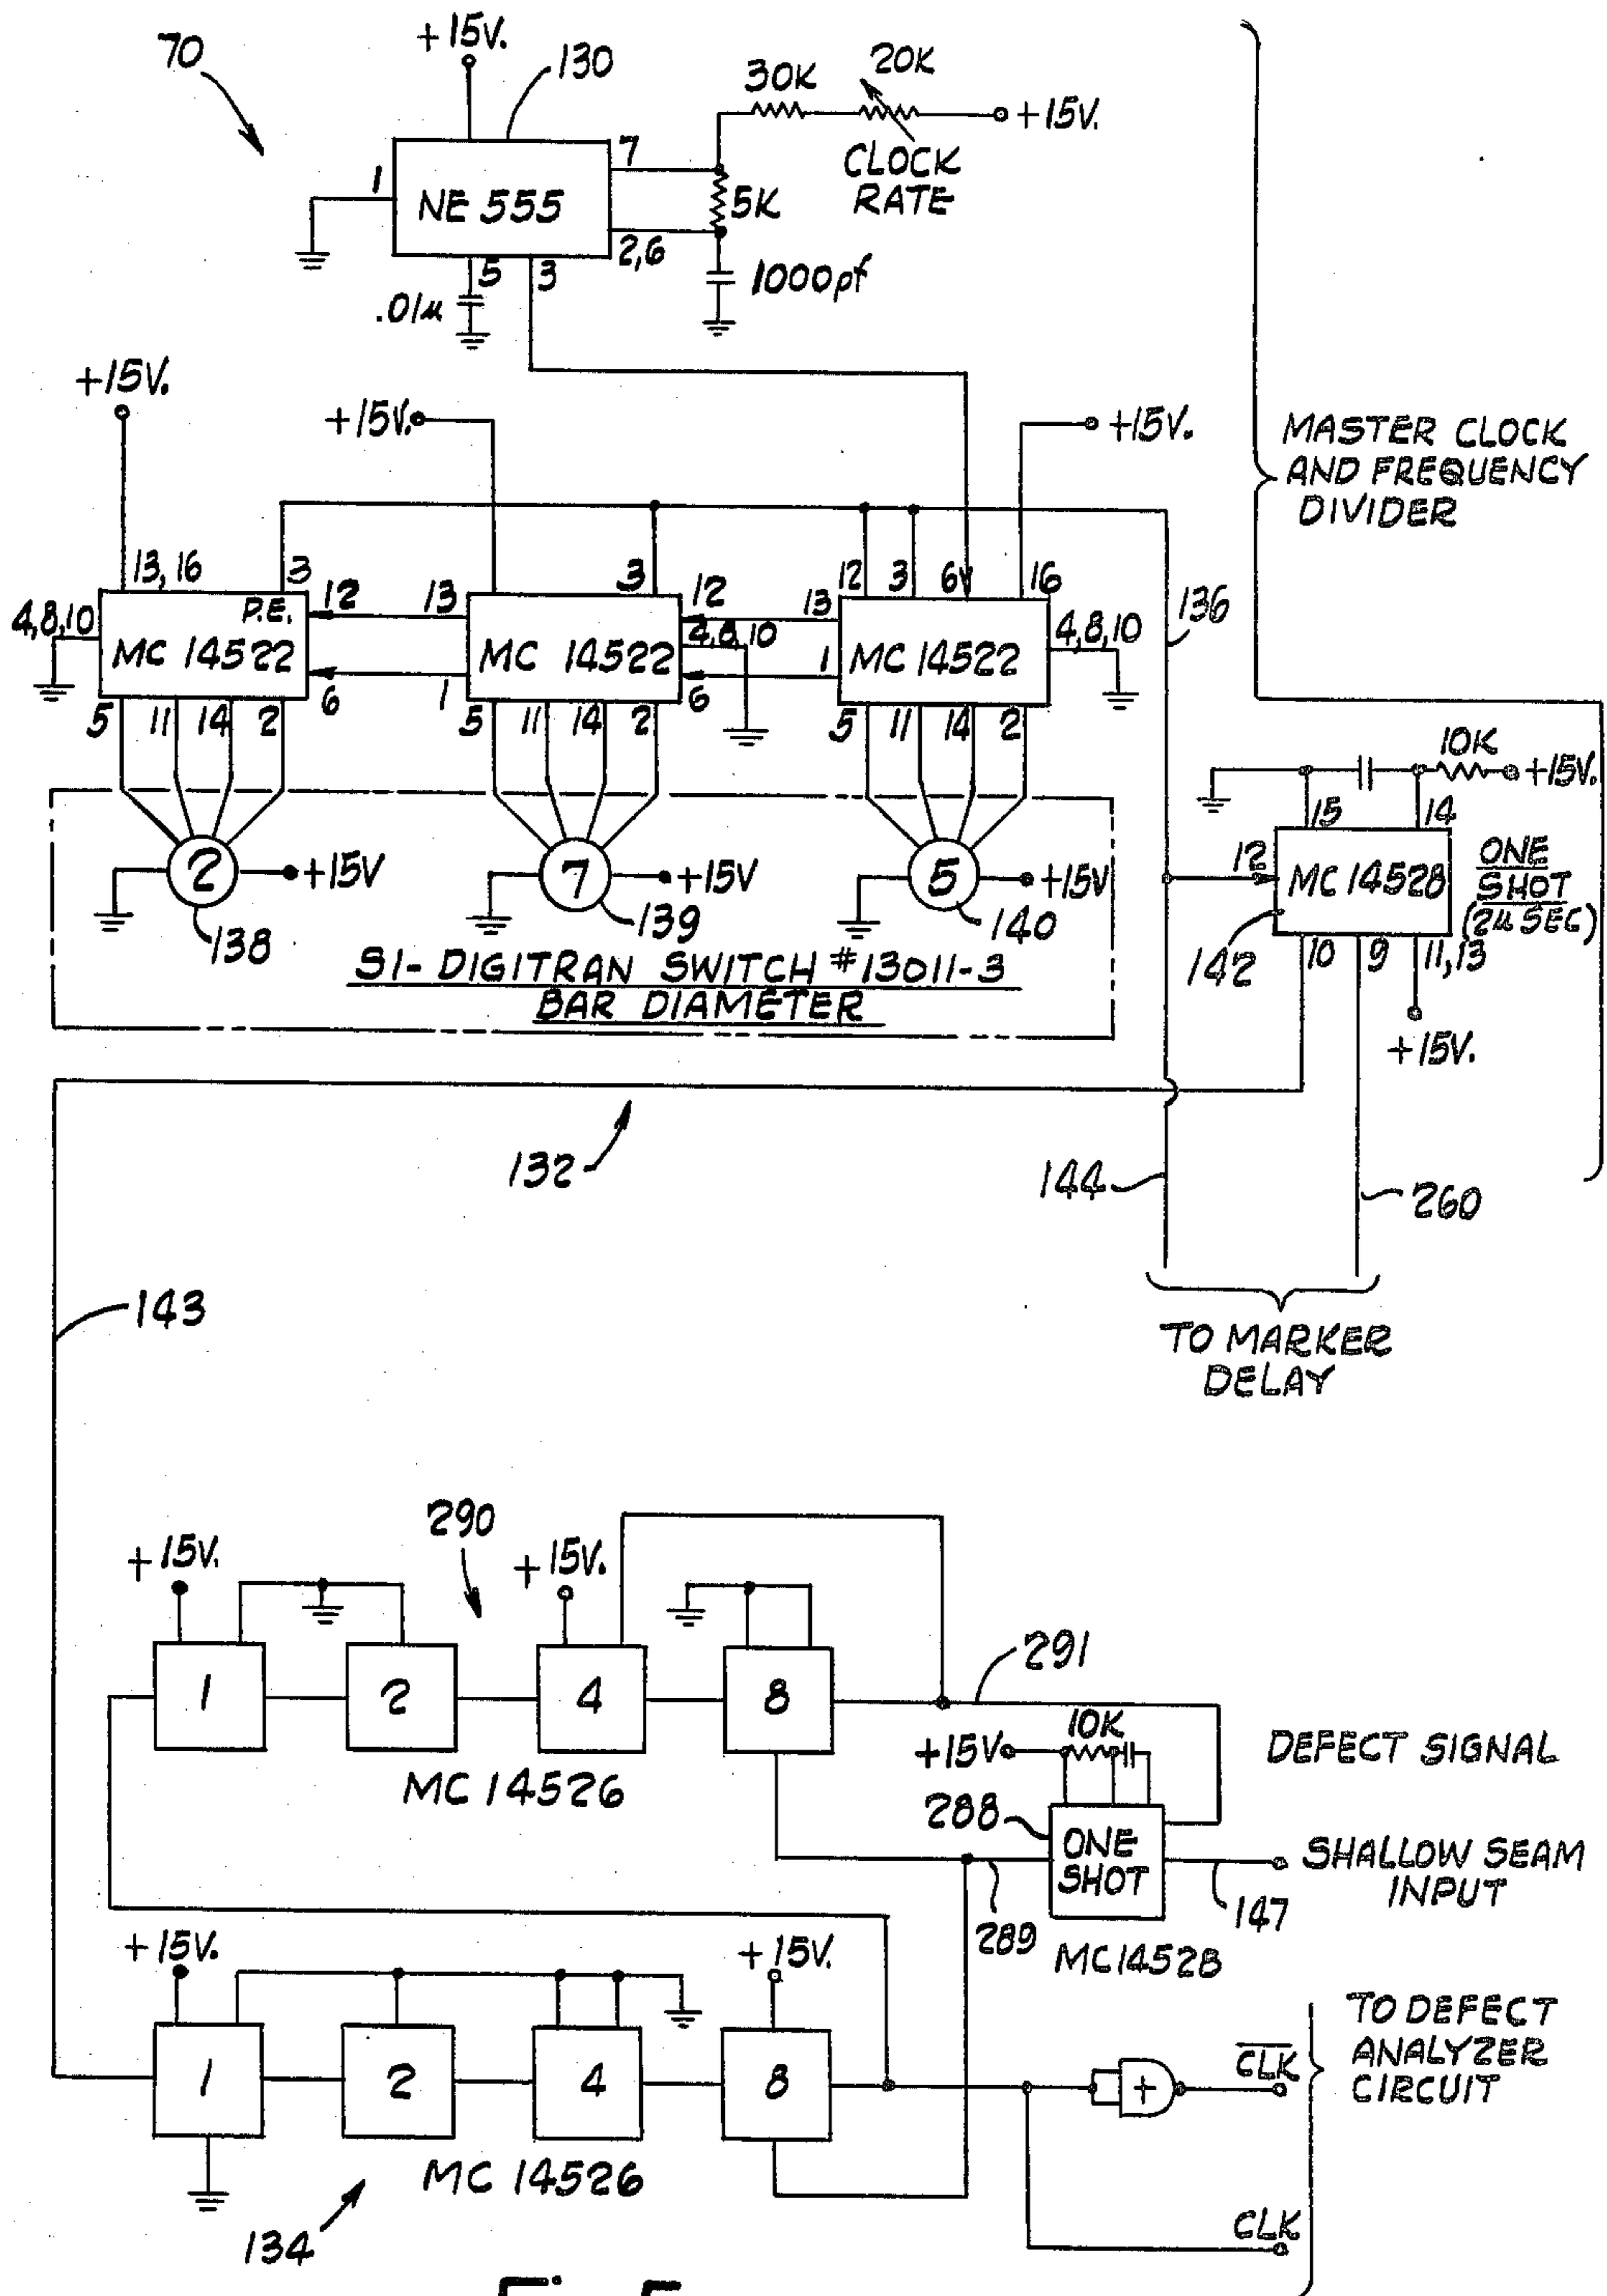 70
+15V.
130
30K
20K
+15V.
CLOCK
RATE
7
1
NE 555
5K
2,6
5
3
1000pf
.01μ
+15V.
+15V.
+15V.
MASTER CLOCK
AND FREQUENCY
DIVIDER
13, 16
3
3
12
3
6
16
136
P.E.
12
13
12
13
4,8,10
MC 14522
MC 14522
4,8,10
MC 14522
4,8,10
6
1
6
1
5
11
14
2
5
11
14
2
5
11
14
2
10K
+15V.
15
14
12
MC 14528
ONE
SHOT
(2μ SEC)
2
+15V
7
+15V
5
+15V
138
139
140
142
10
9
11,13
+15V.
S1- DIGITRAN SWITCH #13011-3
BAR DIAMETER
132
144
260
143
TO MARKER
DELAY
290
+15V.
+15V.
291
1
2
4
8
MC 14526
10K
+15V
DEFECT SIGNAL
288
ONE
SHOT
SHALLOW SEAM
INPUT
289
147
MC14528
+15V.
+15V.
1
2
4
8
MC 14526
134
+
CLK
CLK
TO DEFECT
ANALYZER
CIRCUIT